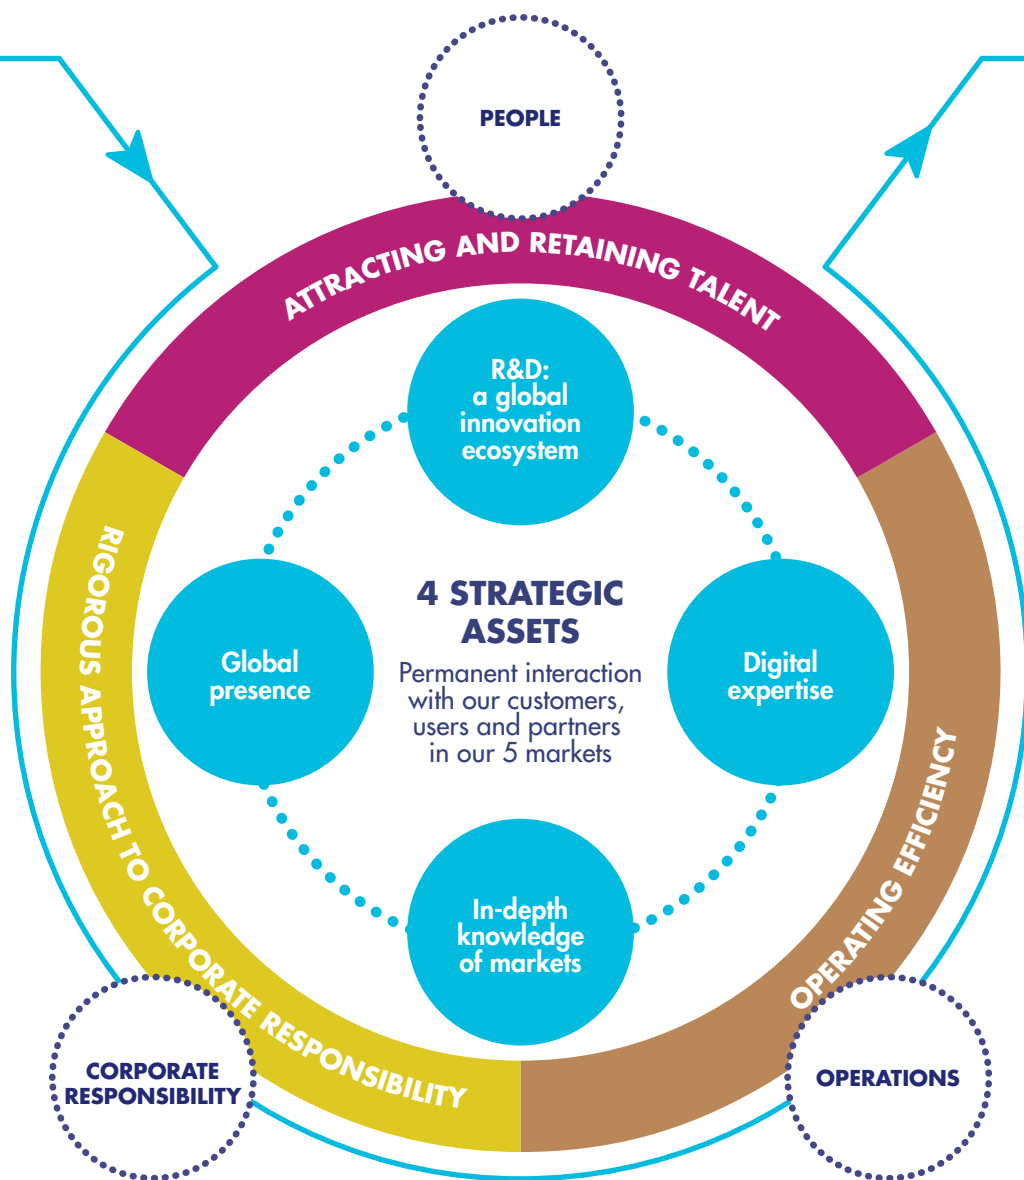 PEOPLE
ATTRACTING AND RETAINING TALENT
R&D:
a global
innovation
ecosystem
4 STRATEGIC
ASSETS
Permanent interaction
with our customers,
users and partners
in our 5 markets
Global
presence
Digital
expertise
In-depth
knowledge
of markets
RIGOROUS APPROACH TO CORPORATE RESPONSIBILITY
OPERATING EFFICIENCY
CORPORATE
RESPONSIBILITY
OPERATIONS